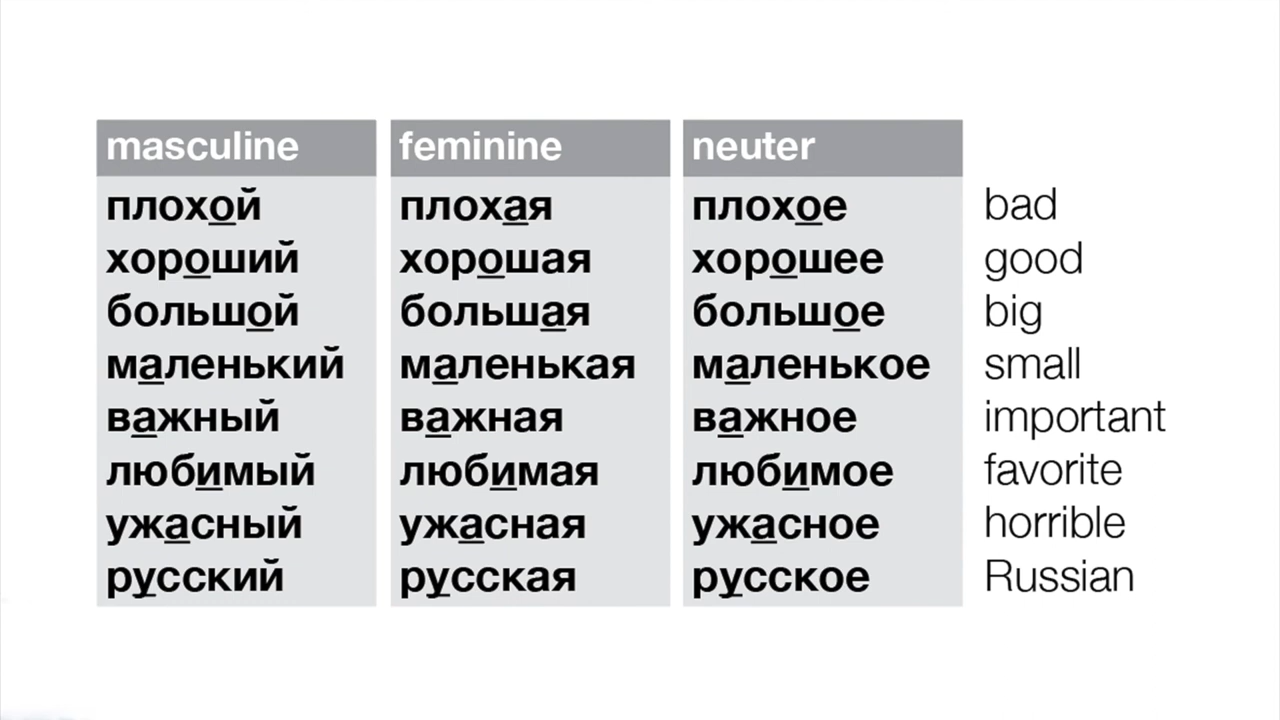 masculine feminine neuter
плохой плохая плохое bad
хороший хорошая хорошее good
большой большая большое big
маленький маленькая маленькое small
важный важная важное important
любимый любимая любимое favorite
ужасный ужасная ужасное horrible
русский русская русское Russian